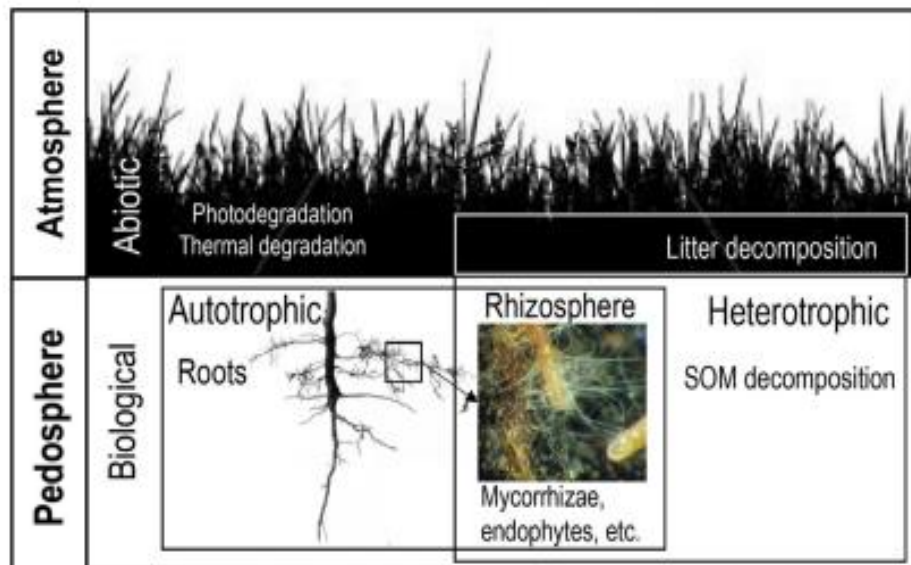 Atmosphere
Abiotic
Photodegradation
Thermal degradation
Litter decomposition
Pedosphere
Biological
Autotrophic
Roots
Rhizosphere
Mycorrhizae,
endophytes, etc.
Heterotrophic
SOM decomposition